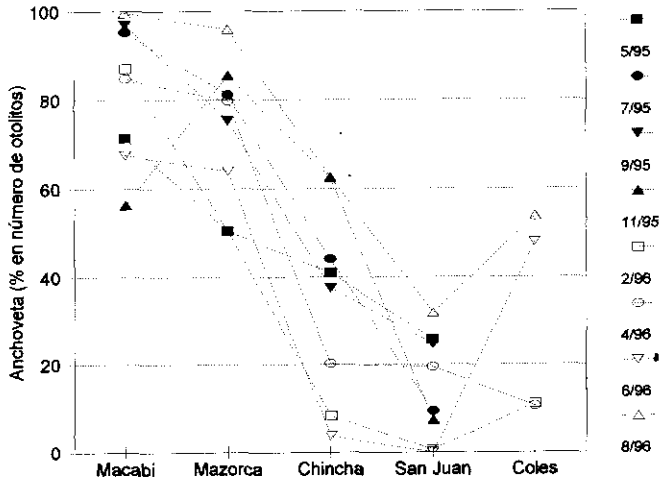 100
80
60
40
20
0
Anchoveta (% en número de otolitos)
Macabi
Mazorca
Chincha
San Juan
Coles
5/95
7/95
9/95
11/95
2/96
4/96
6/96
8/96